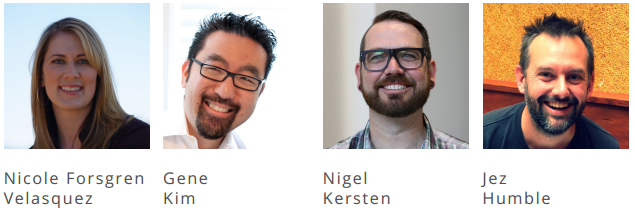 Nicole Forsgren
Velasquez
Gene
Kim
Nigel
Kersten
Jez
Humble